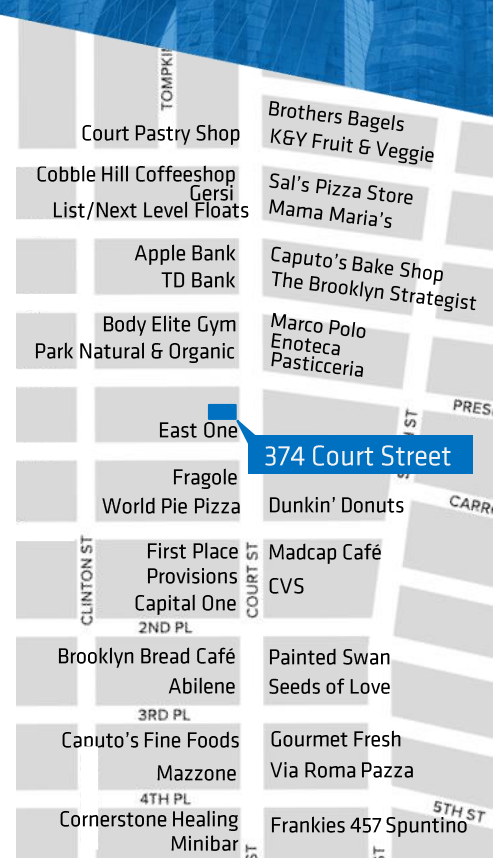 TOMPKI
Court Pastry Shop
Brothers Bagels
K&Y Fruit & Veggie
Cobble Hill Coffeeshop
Gersi
List/Next Level Floats
Sal's Pizza Store
Mama Maria's
Apple Bank
TD Bank
Caputo's Bake Shop
The Brooklyn Strategist
Body Elite Gym
Park Natural & Organic
Marco Polo
Enoteca
Pasticceria
PRES
East One
374 Court Street
Fragole
World Pie Pizza
Dunkin' Donuts
CARR
CLINTON ST
COURT ST
First Place
Provisions
Capital One
Madcap Café
CVS
2ND PL
Brooklyn Bread Café
Abilene
Painted Swan
Seeds of Love
3RD PL
Caputo's Fine Foods
Mazzone
Gourmet Fresh
Via Roma Pazza
4TH PL
5TH ST
Cornerstone Healing
Minibar
Frankies 457 Spuntino
ST
ST